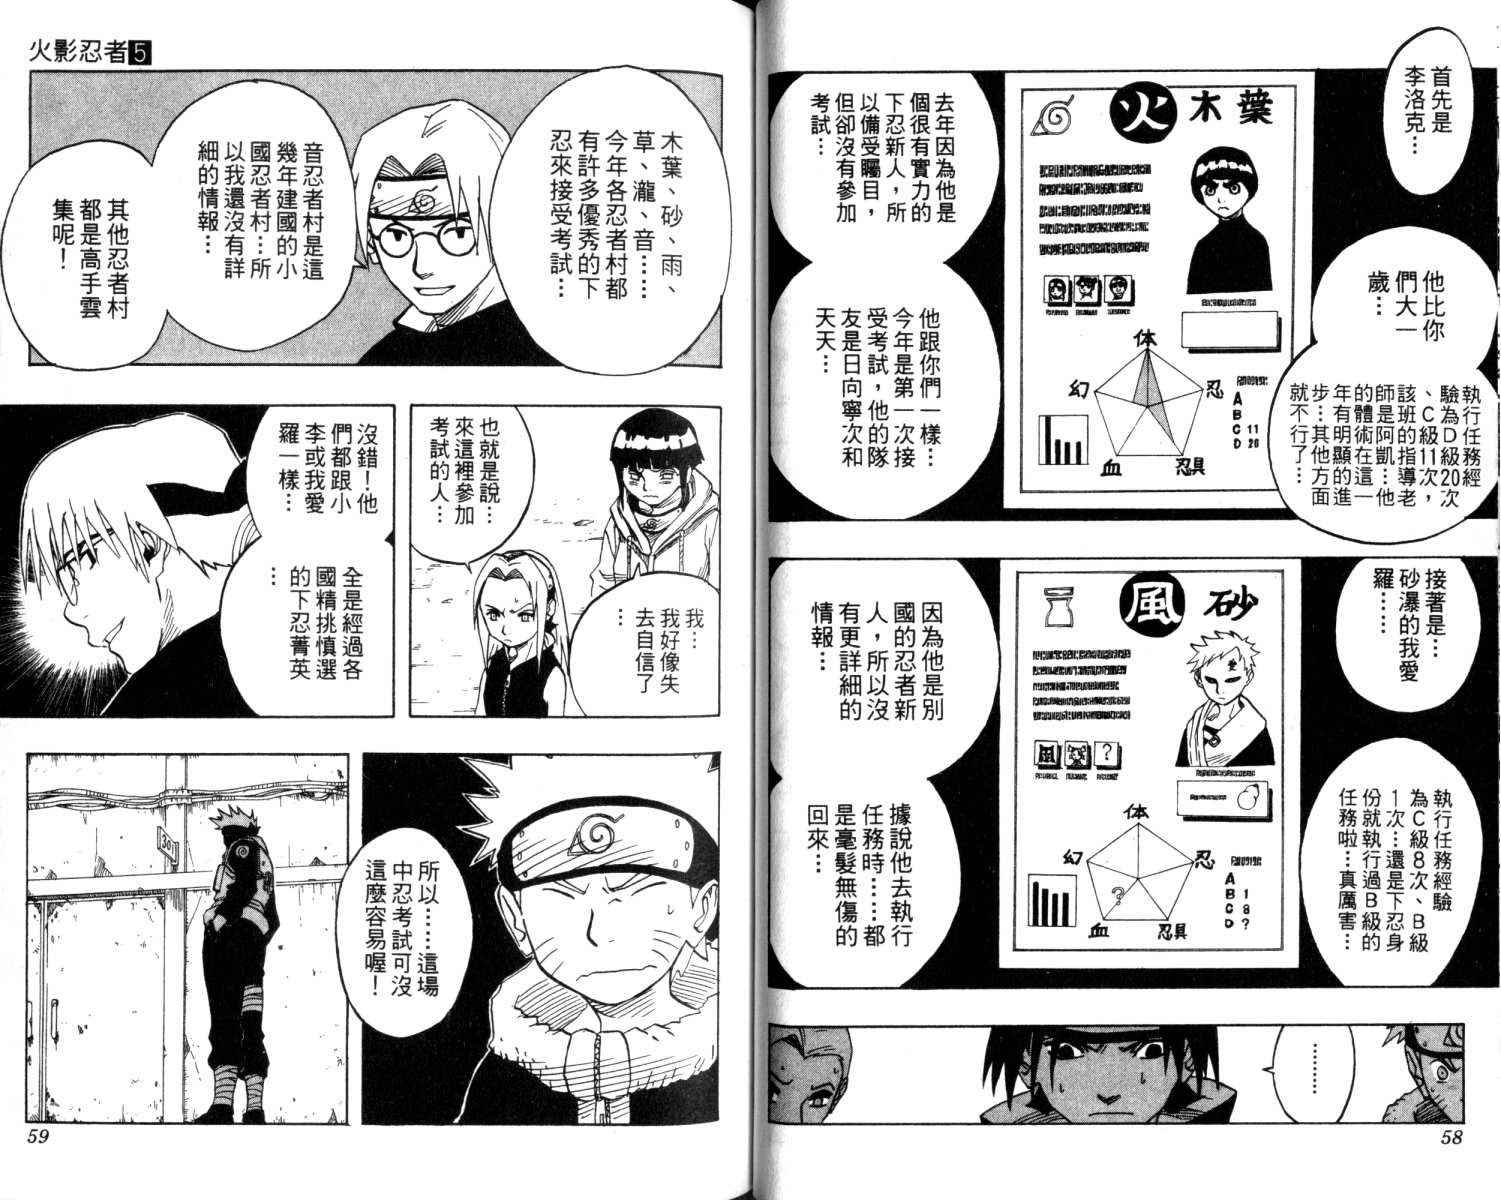 首先是
李洛克…
他比你
們大一
歲…
執行任務經
驗為D級20次
、C級11次，
該班的指導老
師是阿凱…他
的體術在這一
年有明顯的進
步…其他方面
就不行了…
火 木葉
体
忍
忍具
血
幻
A
B
C 11
D 20
去年因為他是
個很有實力的
下忍新人，所
以備受矚目，
但卻沒有參加
考試…
他跟你們一樣…
今年是第一次接
受考試，他的隊
友是日向寧次和
天天…
接著是…
砂瀑的我愛
羅……
執行任務經驗
為C級8次、B級
1次…還是下忍身
份就執行過B級的
任務啦…真厲害…
風 砂
愛
?
体
忍
忍具
血
幻
?
A
B 1
C 8
D ?
因為他是別
國的忍者新
人，所以沒
有更詳細的
情報…
據說他去執行
任務時……都
是毫髮無傷的
回來…
………
58
火影忍者5
木葉、砂、雨、
草、瀧、音……
今年各忍者村都
有許多優秀的下
忍來接受考試…
音忍者村是這
幾年建國的小
國忍者村…所
以我還沒有詳
細的情報…
其他忍者村
都是高手雲
集呢！
也就是說…
來這裡參加
考試的人…
我…
我好像失
去自信了
…
沒錯！他
們都跟小
李或我愛
羅一樣…
全是經過各
國精挑慎選
的下忍菁英
…
所以……這場
中忍考試可沒
這麼容易喔！
301
59